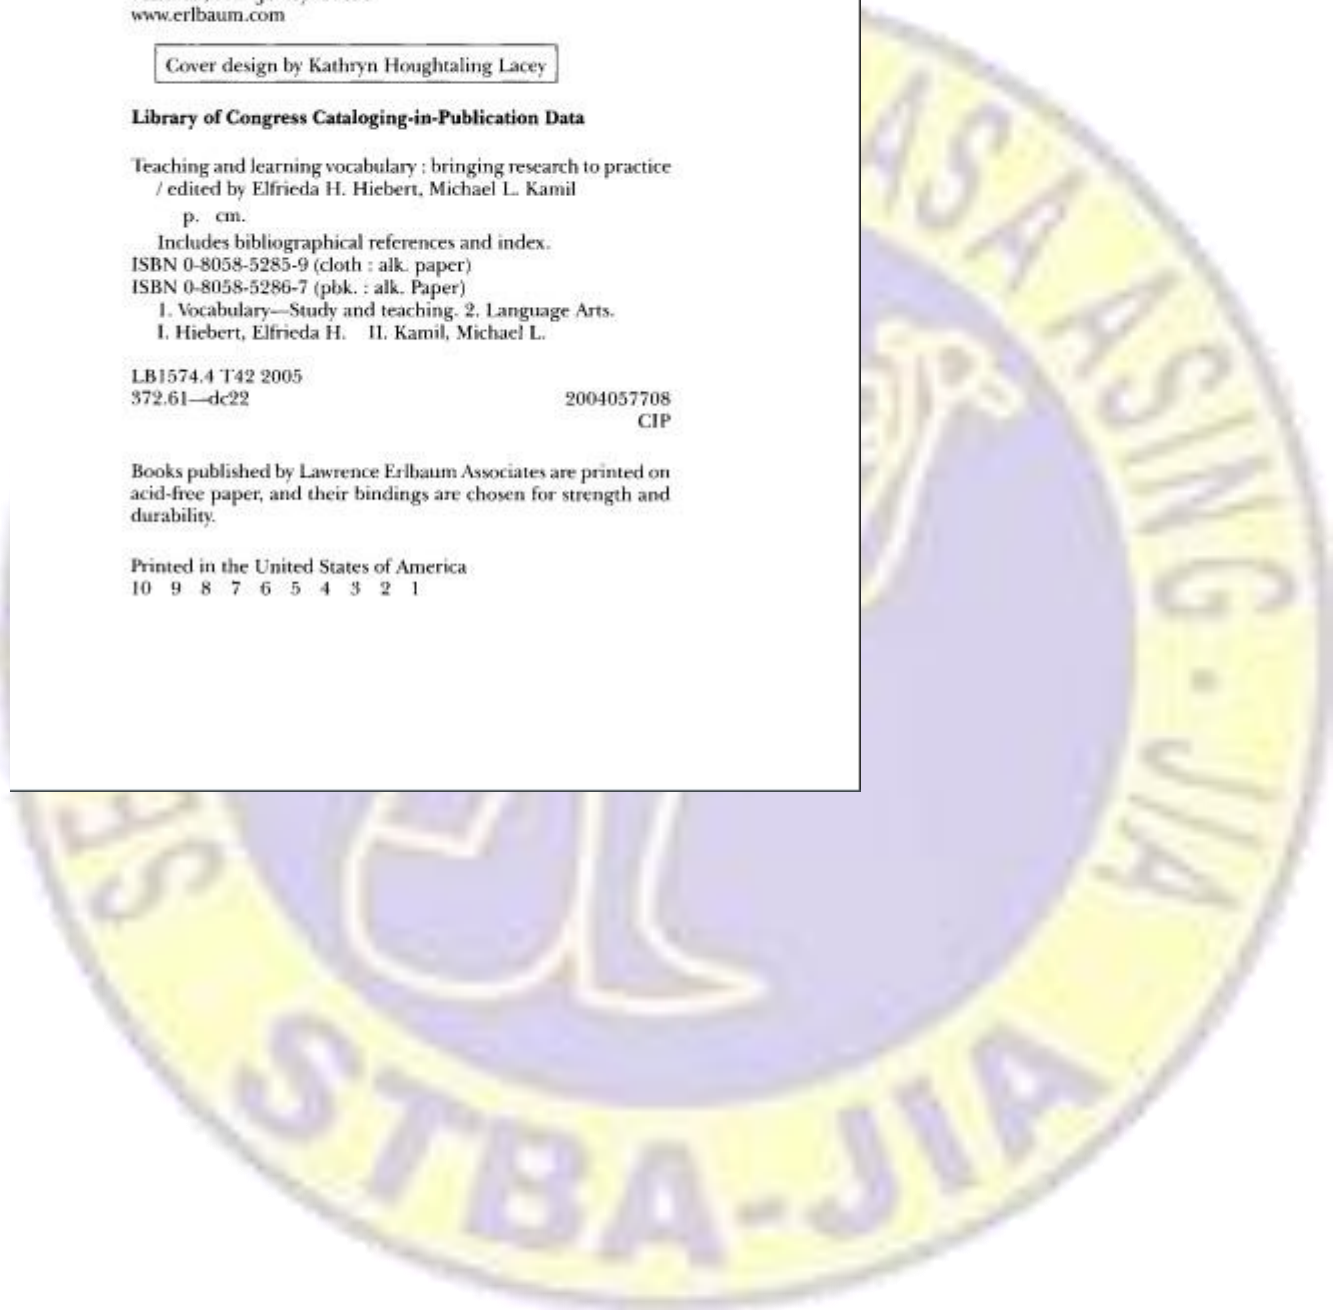 www.erlbaum.com
Cover design by Kathryn Houghtaling Lacey
Library of Congress Cataloging-in-Publication Data
Teaching and learning vocabulary : bringing research to practice
/ edited by Elfrieda H. Hiebert, Michael L. Kamil
p. cm.
Includes bibliographical references and index.
ISBN 0-8058-5285-9 (cloth : alk. paper)
ISBN 0-8058-5286-7 (pbk. : alk. Paper)
1. Vocabulary—Study and teaching. 2. Language Arts.
I. Hiebert, Elfrieda H. II. Kamil, Michael L.
LB1574.4 T42 2005
372.61—dc22 2004057708
CIP
Books published by Lawrence Erlbaum Associates are printed on
acid-free paper, and their bindings are chosen for strength and
durability.
Printed in the United States of America
10 9 8 7 6 5 4 3 2 1
ASA ASING · JIA
STBA-JIA